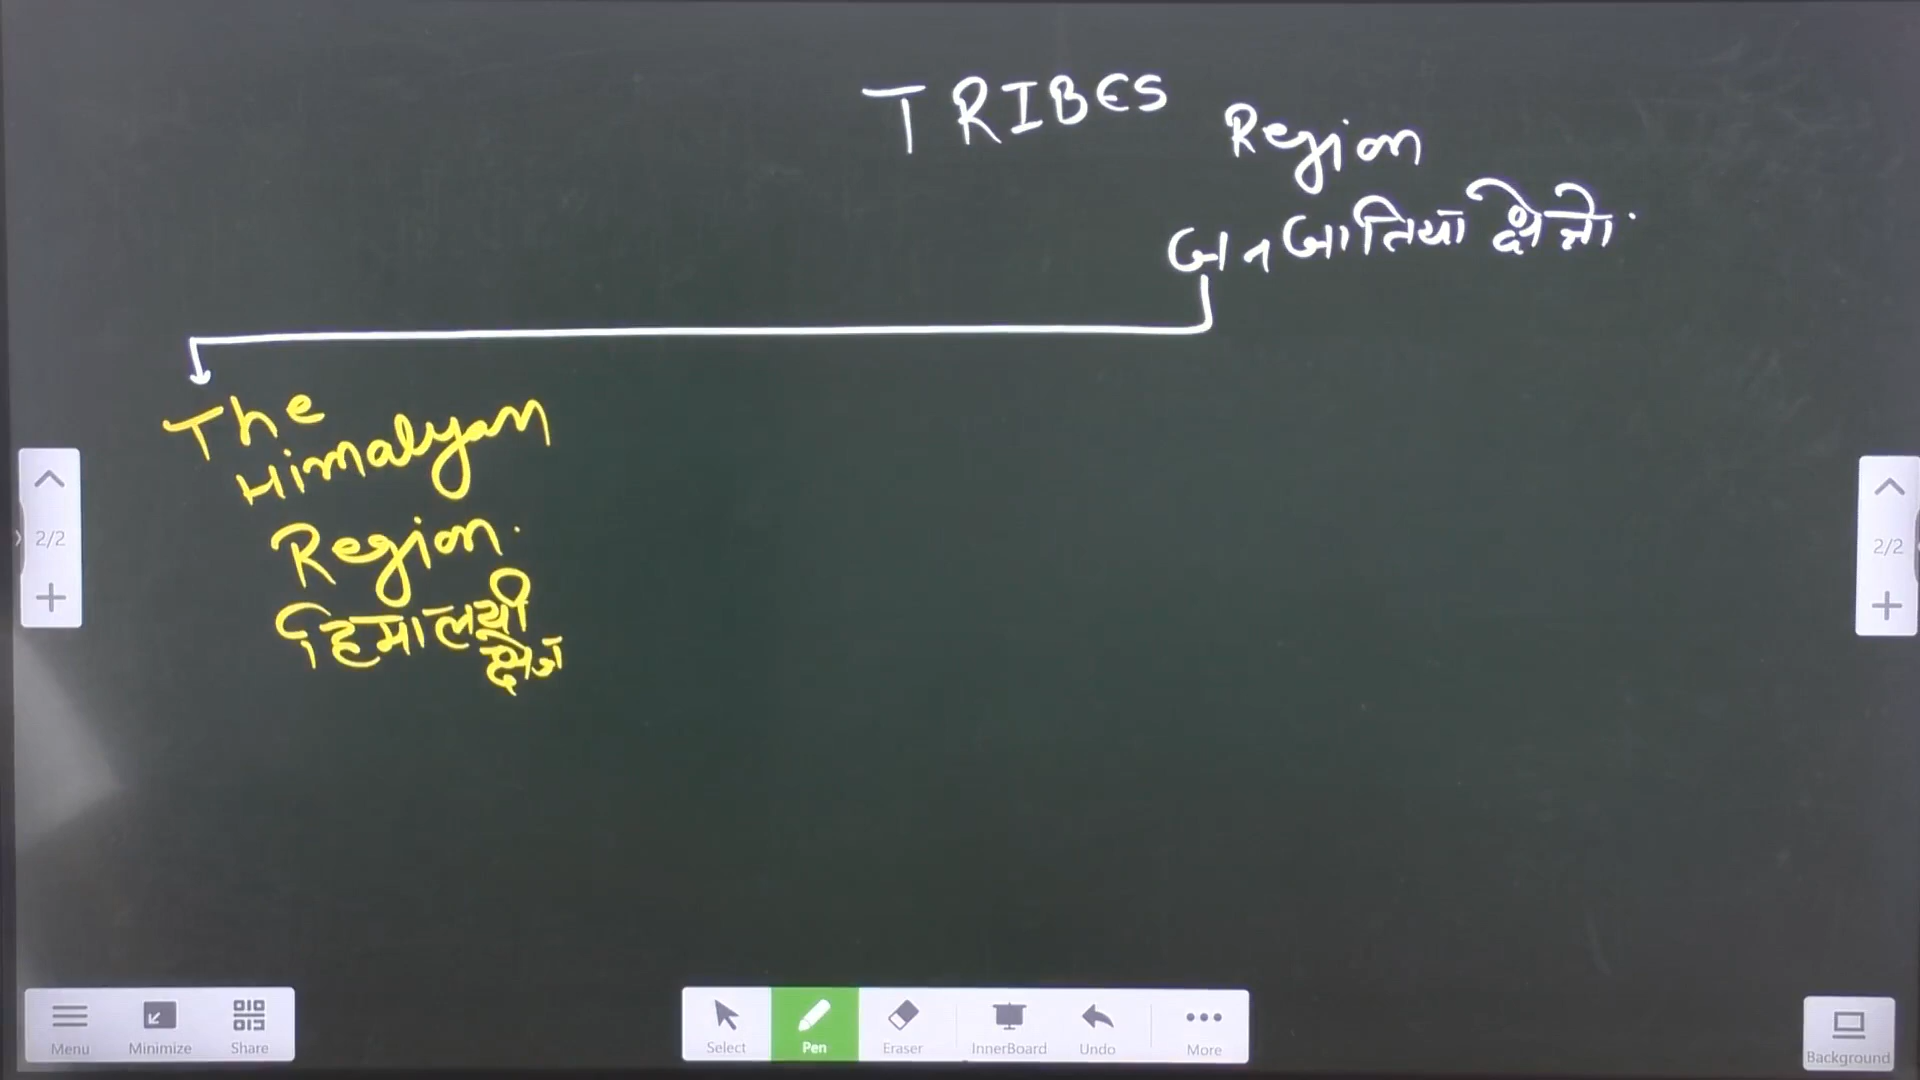 TRIBES
Region
जनजातियाँ क्षेत्रो.
The
Himalyan
Region.
हिमालयी
क्षेत्र
2/2
2/2
Menu Minimize Share
Select Pen Eraser InnerBoard Undo More
Background